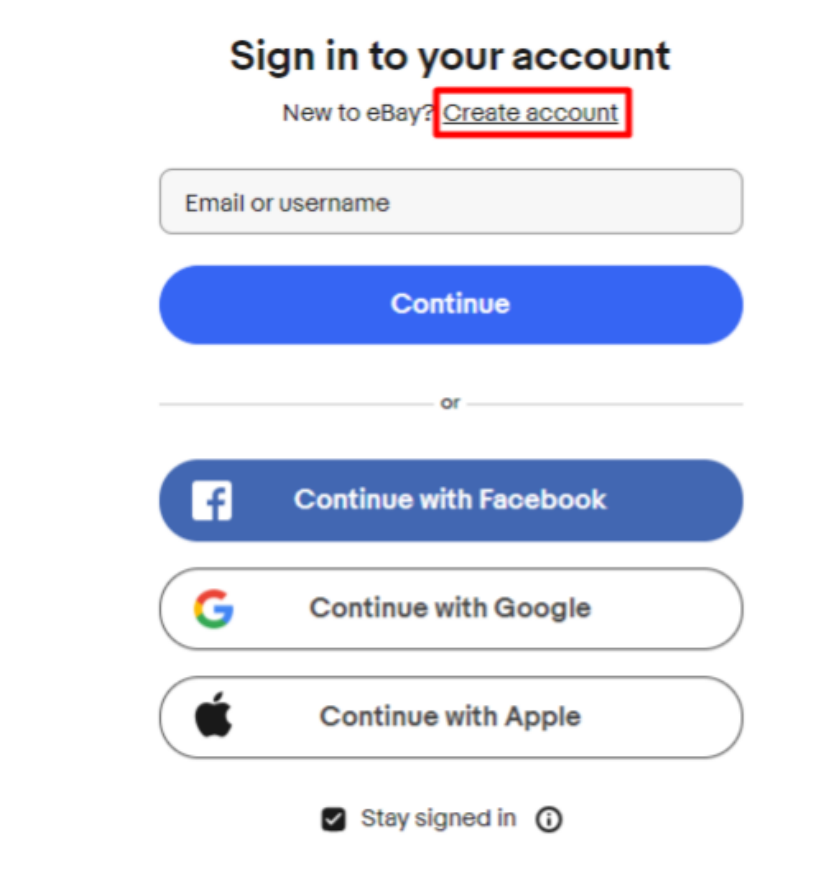 Sign in to your account
New to eBay? Create account
Email or username
Continue
or
Continue with Facebook
Continue with Google
Continue with Apple
Stay signed in